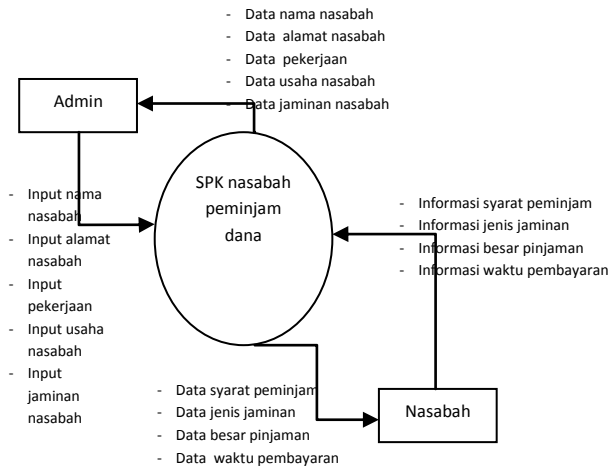 - Data nama nasabah
- Data alamat nasabah
- Data pekerjaan
- Data usaha nasabah
- Data jaminan nasabah
Admin
SPK nasabah
peminjam
dana
- Input nama
nasabah
- Input alamat
nasabah
- Input
pekerjaan
- Input usaha
nasabah
- Input
jaminan
nasabah
- Informasi syarat peminjam
- Informasi jenis jaminan
- Informasi besar pinjaman
- Informasi waktu pembayaran
- Data syarat peminjam
- Data jenis jaminan
- Data besar pinjaman
- Data waktu pembayaran
Nasabah